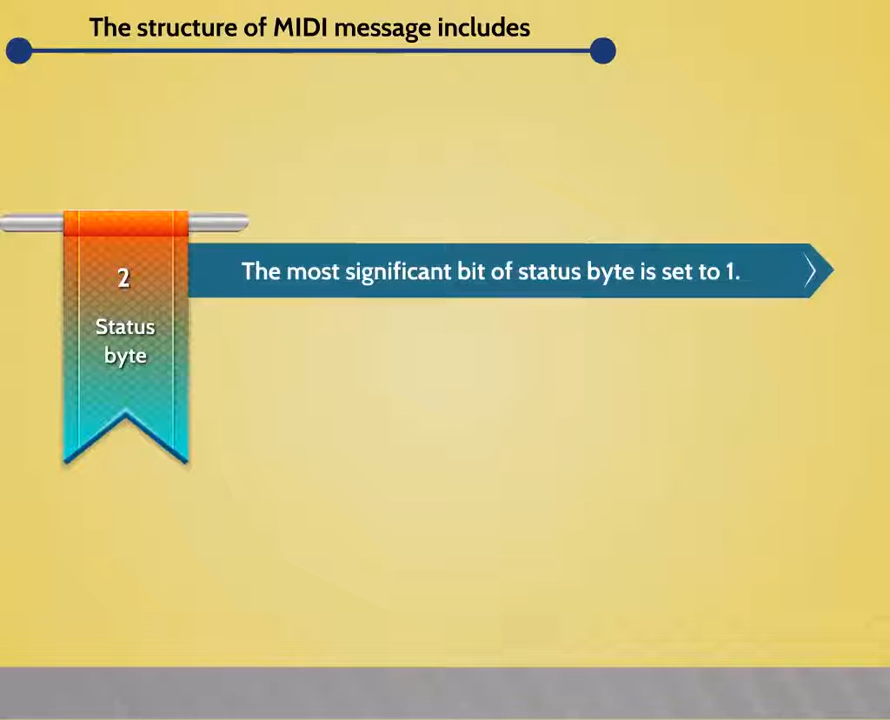 The structure of MIDI message includes
2
Status
byte
The most significant bit of status byte is set to 1.